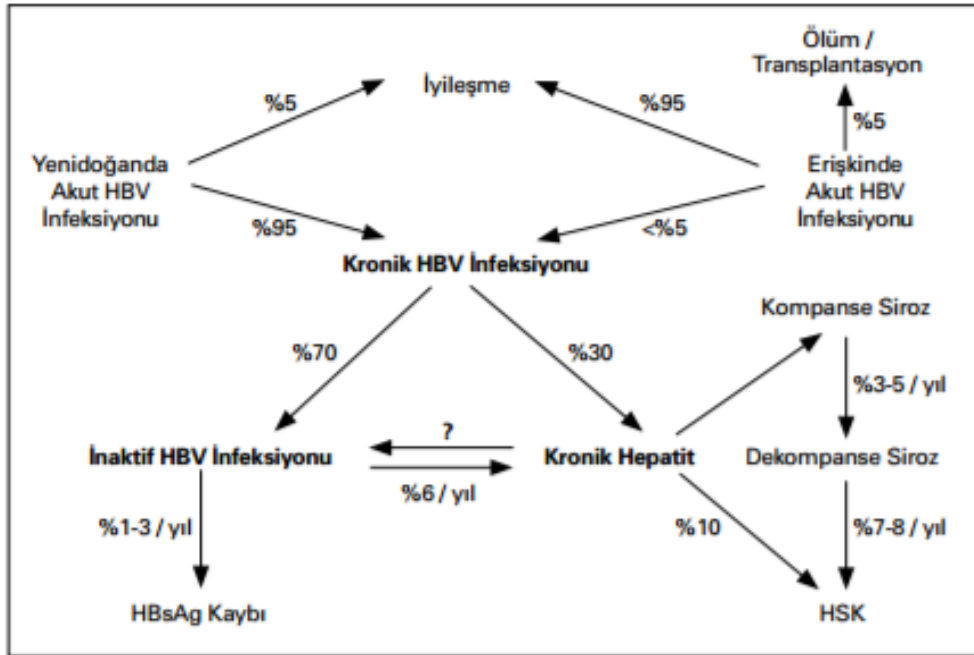 Ölüm /
Transplantasyon
İyileşme
%5
%95
%5
Yenidoğanda
Akut HBV
İnfeksiyonu
Erişkinde
Akut HBV
İnfeksiyonu
%95
<%5
Kronik HBV İnfeksiyonu
Kompanse Siroz
%70
%30
%3-5 / yıl
?
İnaktif HBV İnfeksiyonu
Kronik Hepatit
Dekompanse Siroz
%6 / yıl
%1-3 / yıl
%10
%7-8 / yıl
HBsAg Kaybı
HSK